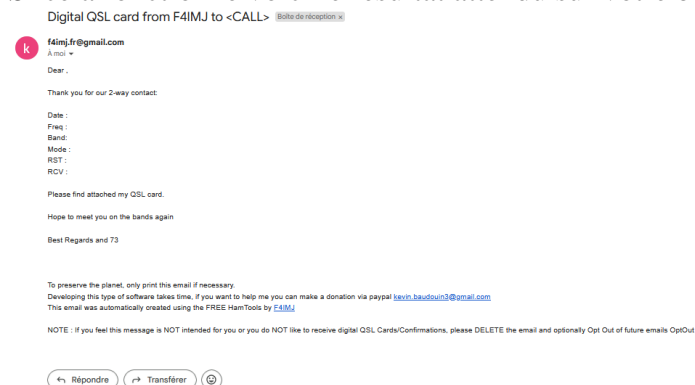 Digital QSL card from F4IMJ to <CALL> Boîte de réception x
k
f4imj.fr@gmail.com
À moi
Dear ,
Thank you for our 2-way contact:
Date :
Freq :
Band:
Mode :
RST :
RCV :
Please find attached my QSL card.
Hope to meet you on the bands again
Best Regards and 73
To preserve the planet, only print this email if necessary.
Developing this type of software takes time, if you want to help me you can make a donation via paypal kevin.baudouin3@gmail.com
This email was automatically created using the FREE HamTools by F4IMJ
NOTE : If you feel this message is NOT intended for you or you do NOT like to receive digital QSL Cards/Confirmations, please DELETE the email and optionally Opt Out of future emails OptOut
Répondre Transférer